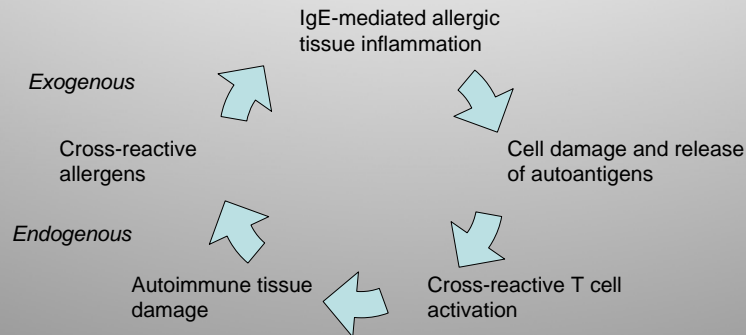 IgE-mediated allergic
tissue inflammation
Exogenous
Cross-reactive
allergens
Cell damage and release
of autoantigens
Endogenous
Autoimmune tissue
damage
Cross-reactive T cell
activation